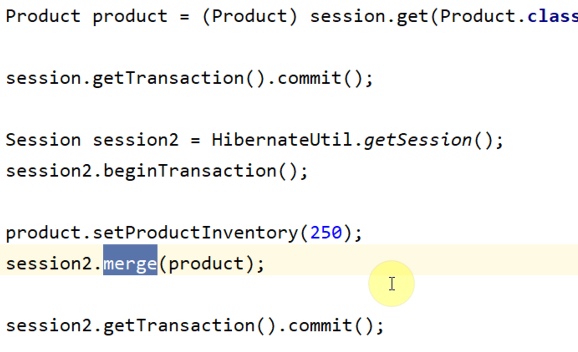 Product product = (Product) session.get(Product.class
session.getTransaction().commit();
Session session2 = HibernateUtil.getSession();
session2.beginTransaction();
product.setProductInventory(250);
session2.merge(product);
session2.getTransaction().commit();